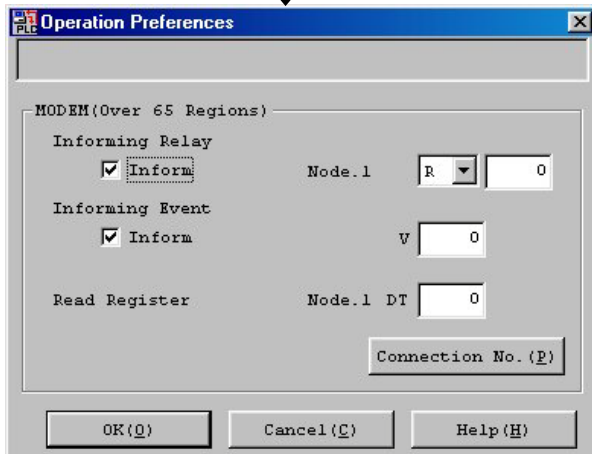 PLC Operation Preferences
MODEM(Over 65 Regions)
Informing Relay
Inform Node.1 R 0
Informing Event
Inform V 0
Read Register Node.1 DT 0
Connection No.(P)
OK(O) Cancel(C) Help(H)